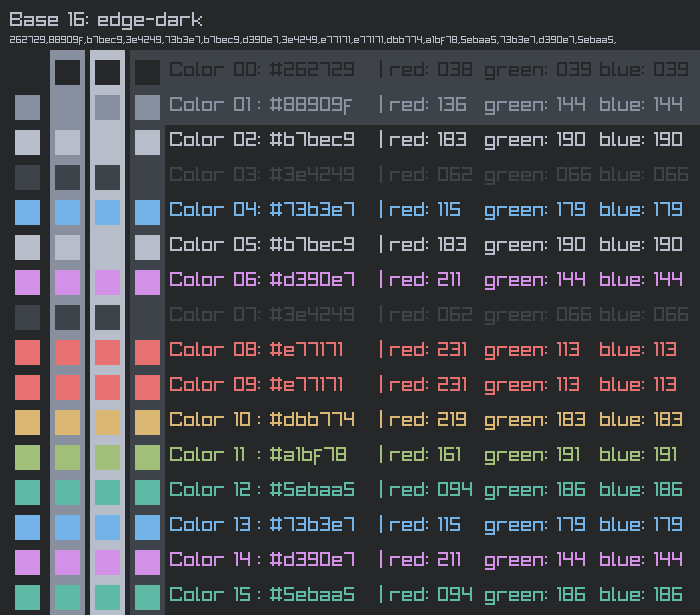 Base 16: edge-dark
262729,88909f,b7bec9,3e4249,73b3e7,b7bec9,d390e7,3e4249,e77171,e77171,dbb774,a1bf78,5ebaa5,73b3e7,d390e7,5ebaa5,
Color 00: #262729 | red: 038 green: 039 blue: 039
Color 01 : #88909f | red: 136 green: 144 blue: 144
Color 02: #b7bec9 | red: 183 green: 190 blue: 190
Color 03: #3e4249 | red: 062 green: 066 blue: 066
Color 04: #73b3e7 | red: 115 green: 179 blue: 179
Color 05: #b7bec9 | red: 183 green: 190 blue: 190
Color 06: #d390e7 | red: 211 green: 144 blue: 144
Color 07: #3e4249 | red: 062 green: 066 blue: 066
Color 08: #e77171 | red: 231 green: 113 blue: 113
Color 09: #e77171 | red: 231 green: 113 blue: 113
Color 10 : #dbb774 | red: 219 green: 183 blue: 183
Color 11 : #a1bf78 | red: 161 green: 191 blue: 191
Color 12 : #5ebaa5 | red: 094 green: 186 blue: 186
Color 13 : #73b3e7 | red: 115 green: 179 blue: 179
Color 14 : #d390e7 | red: 211 green: 144 blue: 144
Color 15 : #5ebaa5 | red: 094 green: 186 blue: 186